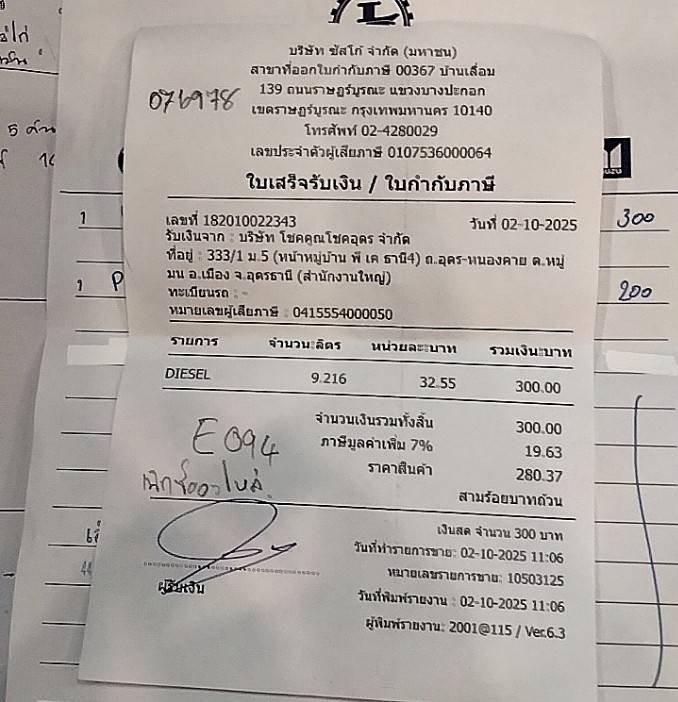 บริษัท ซัสโก้ จำกัด (มหาชน)
สาขาที่ออกใบกำกับภาษี 00367 บ้านเลื่อม
139 ถนนราษฎร์บูรณะ แขวงบางปะกอก
076978
เขตราษฎร์บูรณะ กรุงเทพมหานคร 10140
โทรศัพท์ 02-4280029
เลขประจำตัวผู้เสียภาษี 0107536000064
ใบเสร็จรับเงิน / ใบกำกับภาษี
เลขที่ 182010022343 วันที่ 02-10-2025
รับเงินจาก : บริษัท โชคคูณโชคอุดร จำกัด
ที่อยู่ : 333/1 ม.5 (หน้าหมู่บ้าน พี เค ธานี4) ถ.อุดร-หนองคาย ต.หมู่
มน อ.เมือง จ.อุดรธานี (สำนักงานใหญ่)
ทะเบียนรถ : -
หมายเลขผู้เสียภาษี : 0415554000050
รายการ จำนวน:ลิตร หน่วยละ:บาท รวมเงิน:บาท
DIESEL 9.216 32.55 300.00
จำนวนเงินรวมทั้งสิ้น 300.00
ภาษีมูลค่าเพิ่ม 7% 19.63
ราคาสินค้า 280.37
E094
สามร้อยบาทถ้วน
เงินสด จำนวน 300 บาท
วันที่ทำรายการขาย: 02-10-2025 11:06
หมายเลขรายการขาย: 10503125
ผู้รับเงิน
วันที่พิมพ์รายงาน : 02-10-2025 11:06
ผู้พิมพ์รายงาน: 2001@115 / Ver.6.3
1 300
1 P 200
5